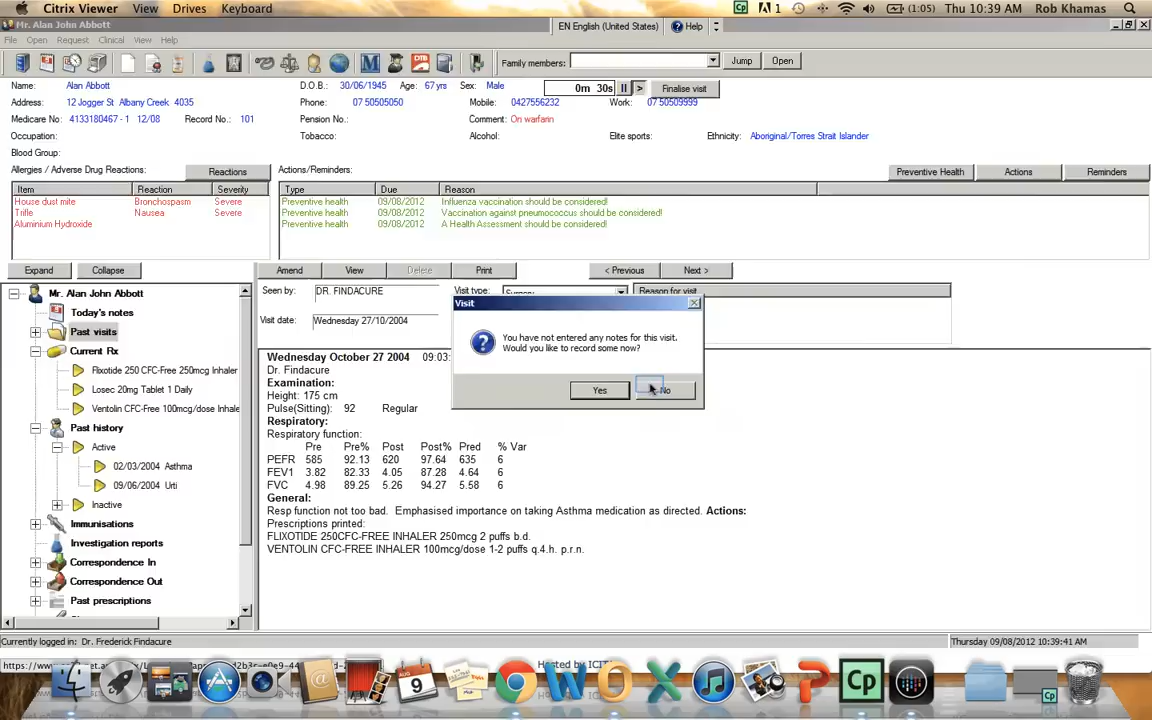 Citrix Viewer View Drives Keyboard 1 (1:05) Thu 10:39 AM Rob Khamas
Mr. Alan John Abbott EN English (United States) Help
File Open Request Clinical View Help
Family members: Jump Open
Name: Alan Abbott D.O.B.: 30/06/1945 Age: 67 yrs Sex: Male 0m 30s II > Finalise visit
Address: 12 Jogger St Albany Creek 4035 Phone: 07 50505050 Mobile: 0427556232 Work: 07 50509999
Medicare No: 4133180467 - 1 12/08 Record No.: 101 Pension No.: Comment: On warfarin
Occupation: Tobacco: Alcohol: Elite sports: Ethnicity: Aboriginal/Torres Strait Islander
Blood Group:
Allergies / Adverse Drug Reactions: Reactions Actions/Reminders: Preventive Health Actions Reminders
Item Reaction Severity Type Due Reason
House dust mite Bronchospasm Severe Preventive health 09/08/2012 Influenza vaccination should be considered!
Trifle Nausea Severe Preventive health 09/08/2012 Vaccination against pneumococcus should be considered!
Aluminium Hydroxide Preventive health 09/08/2012 A Health Assessment should be considered!
Expand Collapse Amend View Delete Print < Previous Next >
Mr. Alan John Abbott
Today's notes
Past visits
Current Rx
Flixotide 250 CFC-Free 250mcg Inhaler
Losec 20mg Tablet 1 Daily
Ventolin CFC-Free 100mcg/dose Inhale
Past history
Active
02/03/2004 Asthma
09/06/2004 Urti
Inactive
Immunisations
Investigation reports
Correspondence In
Correspondence Out
Past prescriptions
Seen by: DR. FINDACURE Visit type: Surgery Reason for visit
Visit date: Wednesday 27/10/2004
Visit
You have not entered any notes for this visit.
Would you like to record some now?
Yes No
Wednesday October 27 2004 09:03:
Dr. Findacure
Examination:
Height: 175 cm
Pulse(Sitting): 92 Regular
Respiratory:
Respiratory function:
Pre Pre% Post Post% Pred % Var
PEFR 585 92.13 620 97.64 635 6
FEV1 3.82 82.33 4.05 87.28 4.64 6
FVC 4.98 89.25 5.26 94.27 5.58 6
General:
Resp function not too bad. Emphasised importance on taking Asthma medication as directed. Actions:
Prescriptions printed:
FLIXOTIDE 250CFC-FREE INHALER 250mcg 2 puffs b.d.
VENTOLIN CFC-FREE INHALER 100mcg/dose 1-2 puffs q.4.h. p.r.n.
Currently logged in: Dr. Frederick Findacure Thursday 09/08/2012 10:39:41 AM
Hosted by